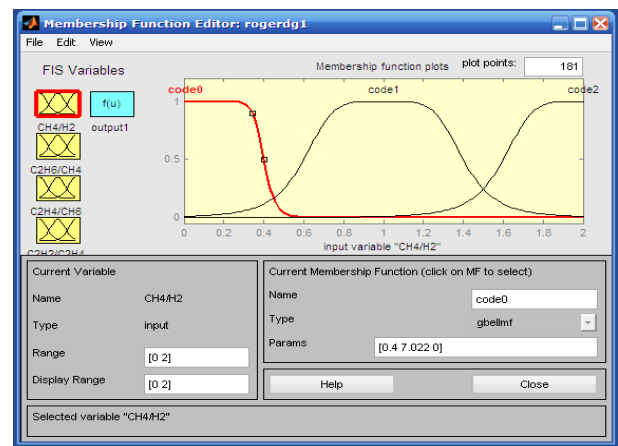 Membership Function Editor: rogerdg1
File Edit View
FIS Variables
Membership function plots plot points: 181
f(u)
CH4/H2 output1
C2H6/CH4
C2H4/CH6
C2H2/C2H4
code0 code1 code2
1
0.5
0
0 0.2 0.4 0.6 0.8 1 1.2 1.4 1.6 1.8 2
input variable "CH4/H2"
Current Variable
Name CH4/H2
Type input
Range [0 2]
Display Range [0 2]
Current Membership Function (click on MF to select)
Name code0
Type gbellmf
Params [0.4 7.022 0]
Help Close
Selected variable "CH4/H2"